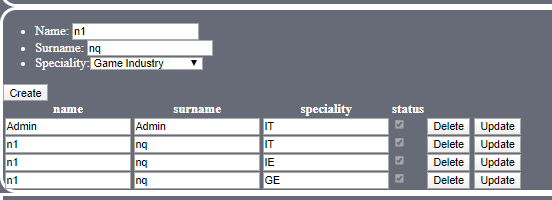 Name: n1
Surname: nq
Speciality: Game Industry
Create
name surname speciality status
Admin Admin IT Delete Update
n1 nq IT Delete Update
n1 nq IE Delete Update
n1 nq GE Delete Update